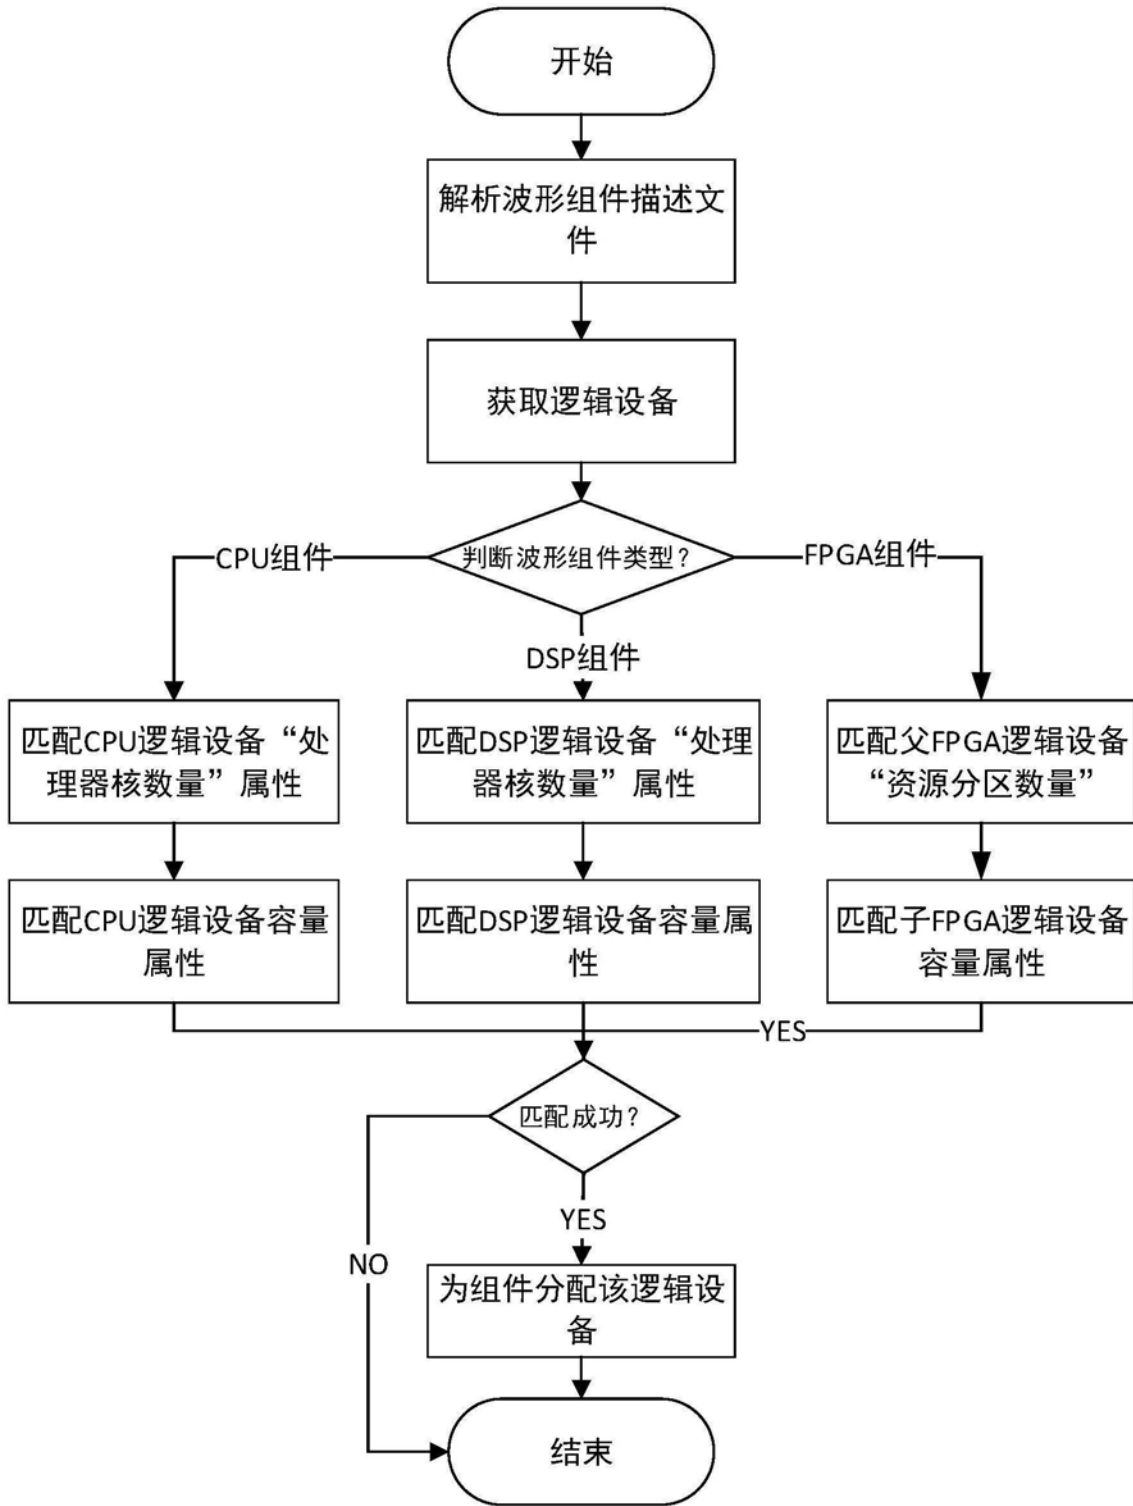 开始
解析波形组件描述文
件
获取逻辑设备
判断波形组件类型?
CPU组件
FPGA组件
DSP组件
匹配CPU逻辑设备“处
理器核数量”属性
匹配DSP逻辑设备“处理
器核数量”属性
匹配父FPGA逻辑设备
“资源分区数量”
匹配CPU逻辑设备容量
属性
匹配DSP逻辑设备容量属
性
匹配子FPGA逻辑设备
容量属性
YES
匹配成功?
YES
NO
为组件分配该逻辑设
备
结束